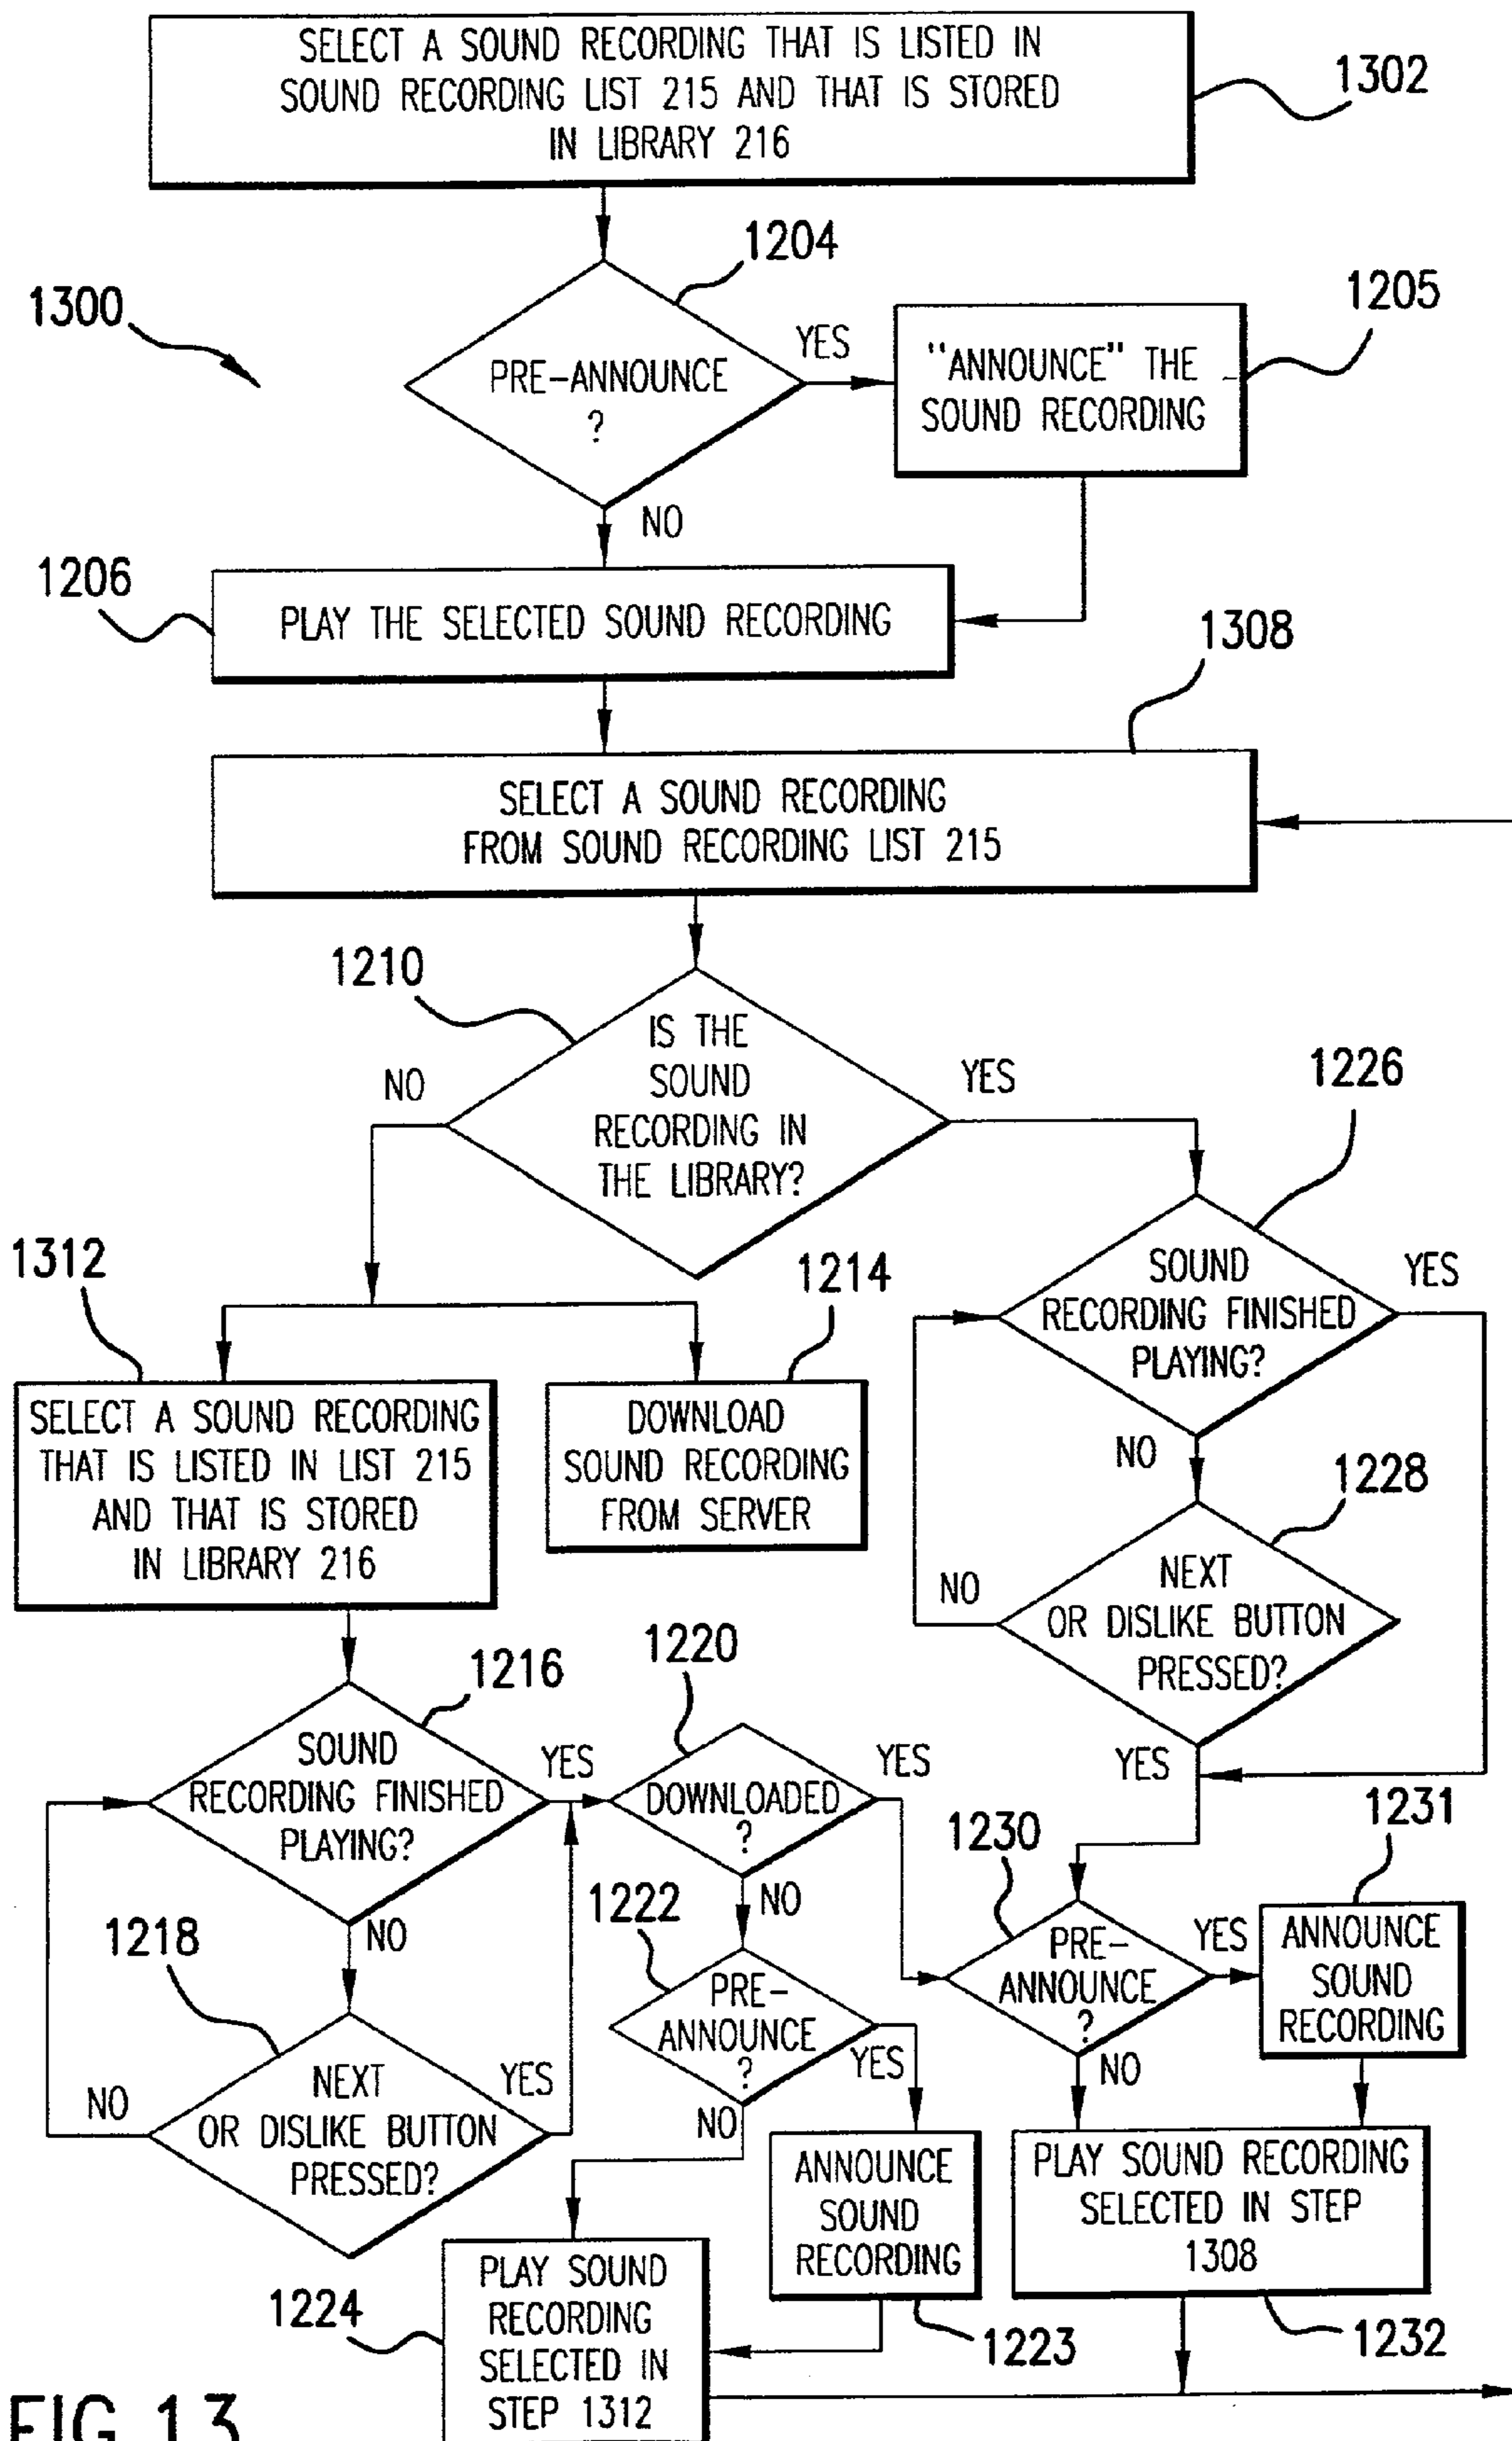 SELECT A SOUND RECORDING THAT IS LISTED IN
SOUND RECORDING LIST 215 AND THAT IS STORED
IN LIBRARY 216
1302
1204
1300
PRE-ANNOUNCE
?
YES
1205
"ANNOUNCE" THE
SOUND RECORDING
NO
1206
PLAY THE SELECTED SOUND RECORDING
1308
SELECT A SOUND RECORDING
FROM SOUND RECORDING LIST 215
1210
IS THE
SOUND
RECORDING IN
THE LIBRARY?
NO
YES
1226
SOUND
RECORDING FINISHED
PLAYING?
YES
NO
1228
NEXT
OR DISLIKE BUTTON
PRESSED?
NO
YES
1312
SELECT A SOUND RECORDING
THAT IS LISTED IN LIST 215
AND THAT IS STORED
IN LIBRARY 216
1214
DOWNLOAD
SOUND RECORDING
FROM SERVER
1216
SOUND
RECORDING FINISHED
PLAYING?
YES
NO
1218
NEXT
OR DISLIKE BUTTON
PRESSED?
NO
YES
1220
DOWNLOADED
?
YES
NO
1222
PRE-
ANNOUNCE
?
YES
NO
1230
PRE-
ANNOUNCE
?
YES
NO
1231
ANNOUNCE
SOUND
RECORDING
ANNOUNCE
SOUND
RECORDING
1223
PLAY SOUND RECORDING
SELECTED IN STEP
1308
1232
1224
PLAY SOUND
RECORDING
SELECTED IN
STEP 1312
FIG.13